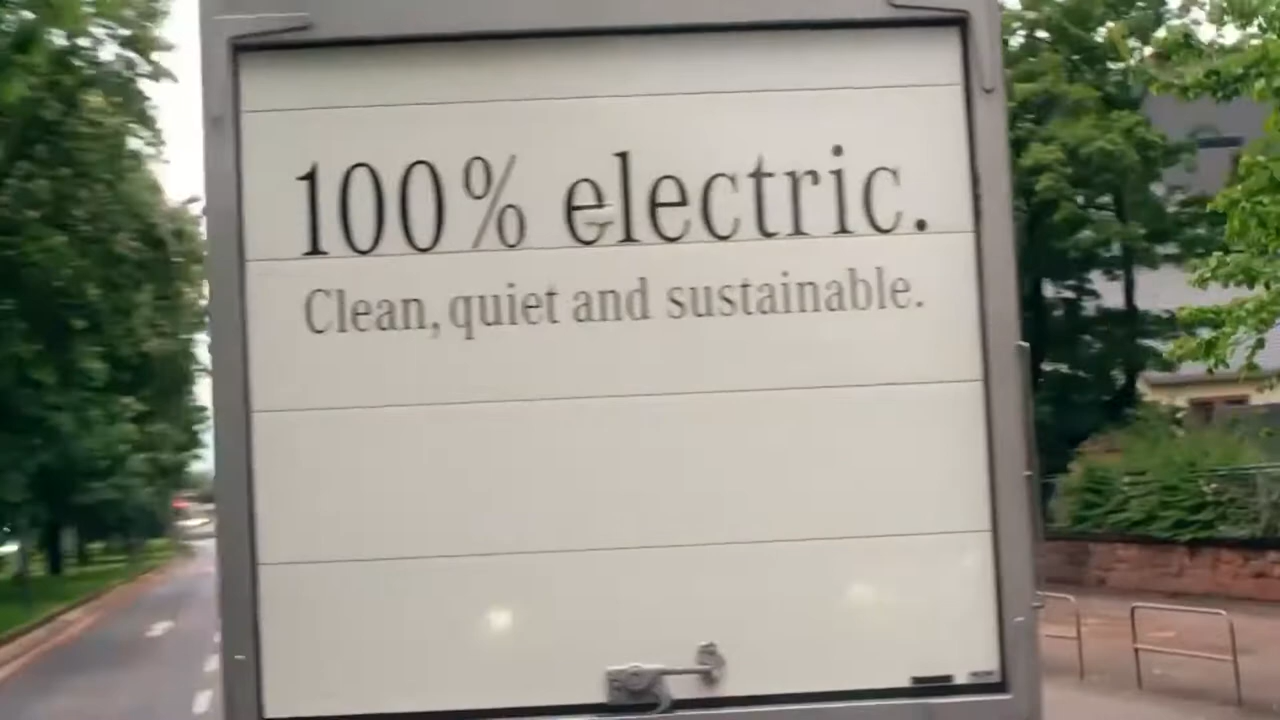 100% electric.
Clean, quiet and sustainable.